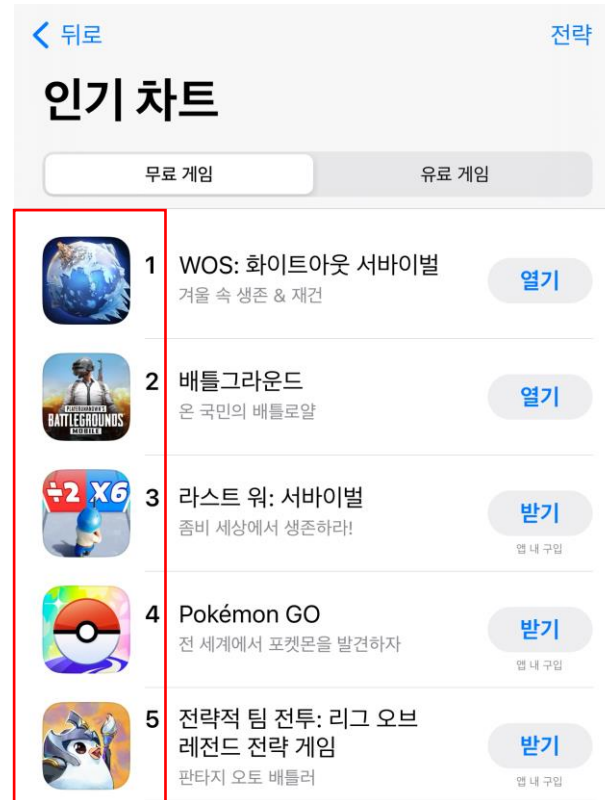 뒤로
전략
인기 차트
무료 게임
유료 게임
1
WOS: 화이트아웃 서바이벌
겨울 속 생존 & 재건
열기
PLAYERUNKNOWN'S
BATTLEGROUNDS
MOBILE
2
배틀그라운드
온 국민의 배틀로얄
열기
÷2 X6
3
라스트 워: 서바이벌
좀비 세상에서 생존하라!
받기
앱 내 구입
4
Pokémon GO
전 세계에서 포켓몬을 발견하자
받기
앱 내 구입
5
전략적 팀 전투: 리그 오브
레전드 전략 게임
판타지 오토 배틀러
받기
앱 내 구입